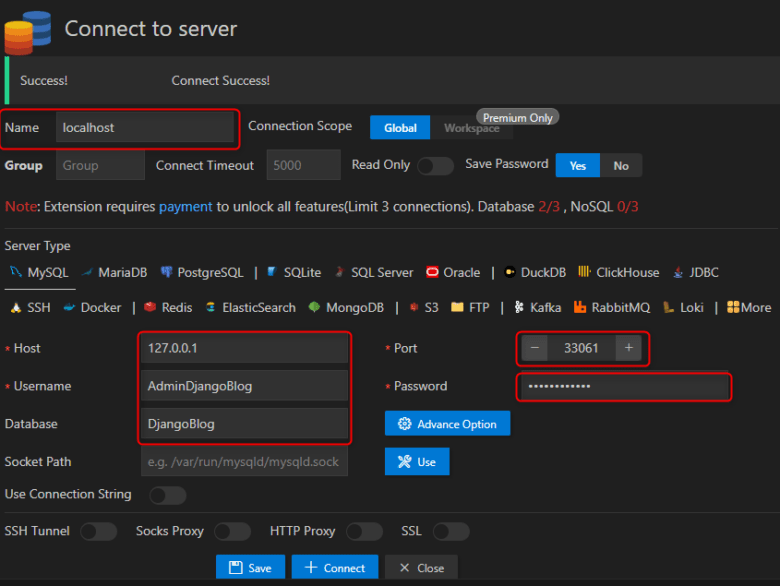 Connect to server
Success! Connect Success!
Name localhost Connection Scope Global Workspace Premium Only
Group Group Connect Timeout 5000 Read Only Save Password Yes No
Note: Extension requires payment to unlock all features(Limit 3 connections). Database 2/3 , NoSQL 0/3
Server Type
MySQL MariaDB PostgreSQL | SQLite SQL Server Oracle | DuckDB ClickHouse JDBC
SSH Docker | Redis ElasticSearch MongoDB | S3 FTP | Kafka RabbitMQ Loki | More
* Host 127.0.0.1 * Port − 33061 +
* Username AdminDjangoBlog * Password ••••••••••••
Database DjangoBlog Advance Option
Socket Path e.g. /var/run/mysqld/mysqld.sock Use
Use Connection String
SSH Tunnel Socks Proxy HTTP Proxy SSL
Save + Connect × Close